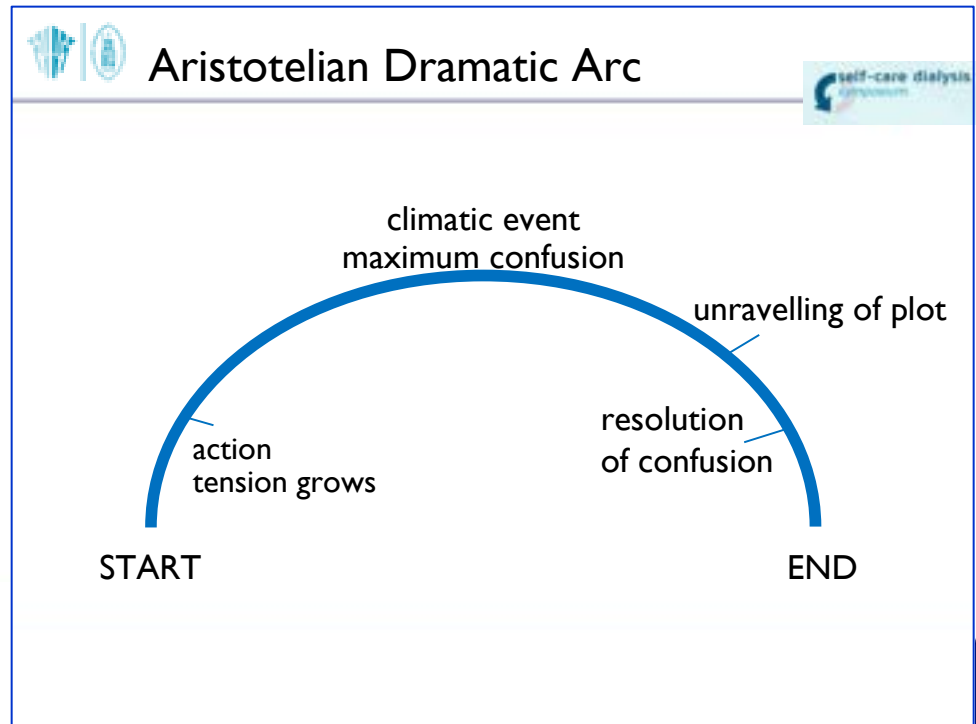 Aristotelian Dramatic Arc
self-care dialysis
symposium
climatic event
maximum confusion
unravelling of plot
action
tension grows
resolution
of confusion
START
END